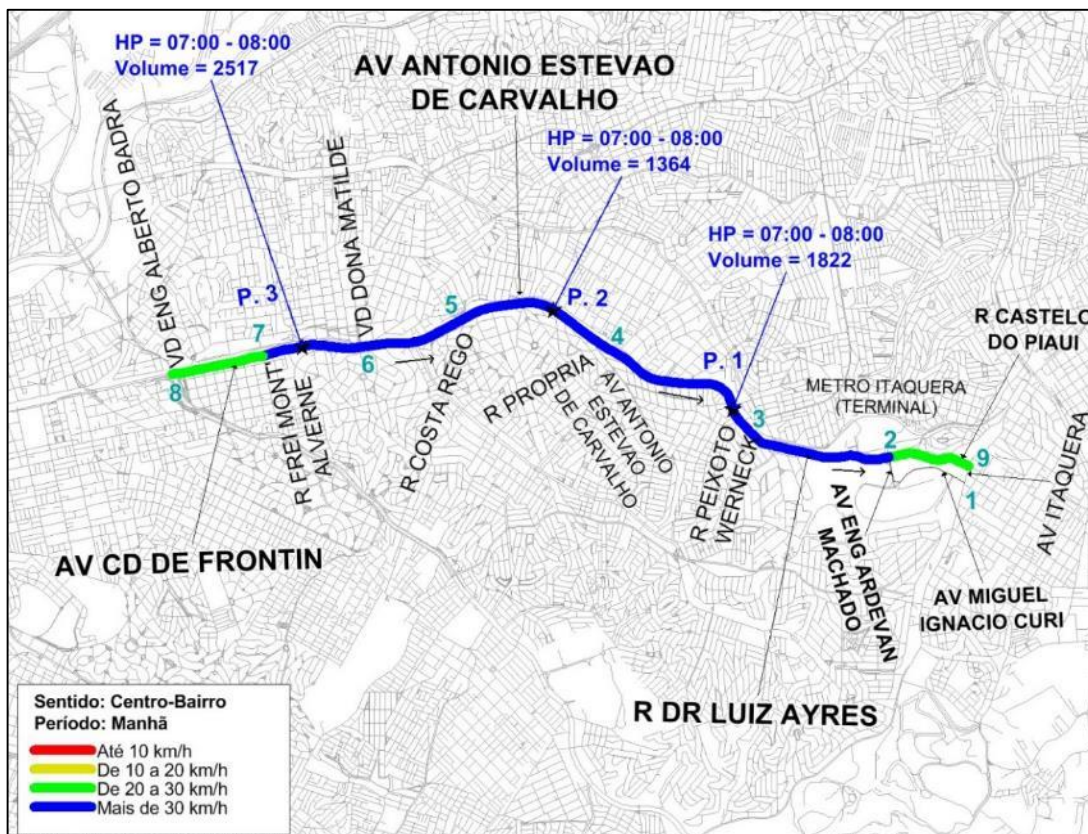 HP = 07:00 - 08:00
Volume = 2517
AV ANTONIO ESTEVAO
DE CARVALHO
HP = 07:00 - 08:00
Volume = 1364
HP = 07:00 - 08:00
Volume = 1822
VD ENG ALBERTO BADRA
VD DONA MATILDE
P. 3
P. 2
P. 1
R CASTELO
DO PIAUI
METRO ITAQUERA
(TERMINAL)
8
7
6
5
4
3
2
9
1
R FREI MONT
ALVERNE
R COSTA REGO
R PROPRIA
AV ANTONIO
ESTEVAO
DE CARVALHO
R PEIXOTO
WERNECK
AV ENG ARDEVAN
MACHADO
AV ITAQUERA
AV MIGUEL
IGNACIO CURI
AV CD DE FRONTIN
R DR LUIZ AYRES
Sentido: Centro-Bairro
Período: Manhã
Até 10 km/h
De 10 a 20 km/h
De 20 a 30 km/h
Mais de 30 km/h